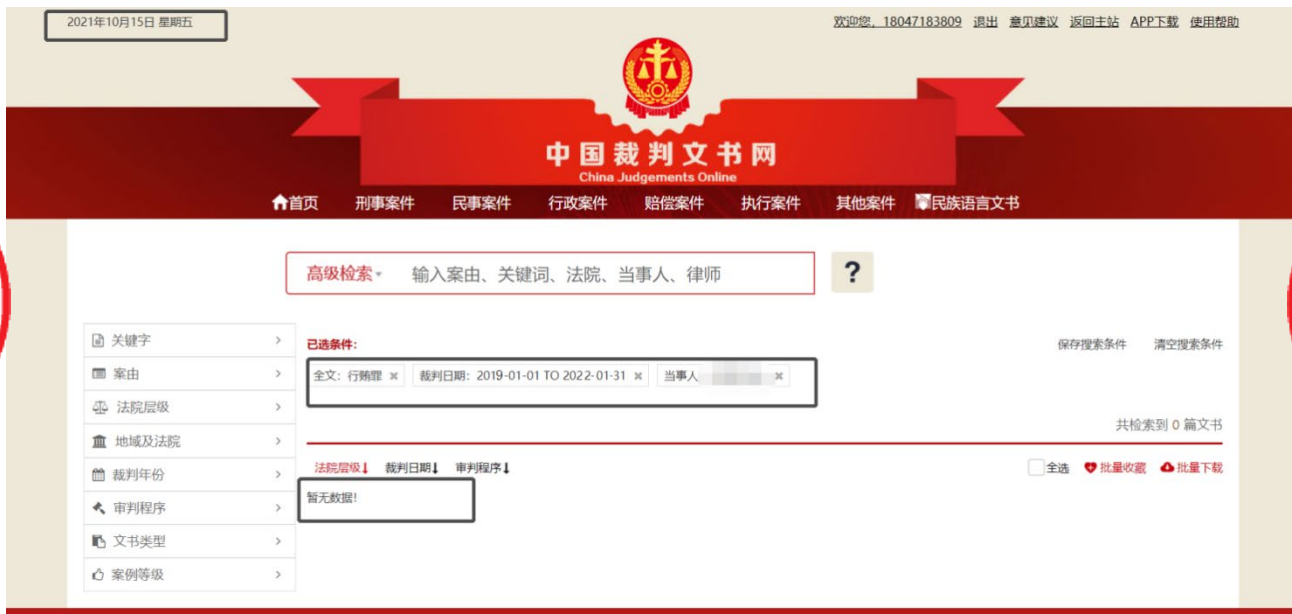 2021年10月15日 星期五
欢迎您，18047183809 退出 意见建议 返回主站 APP下载 使用帮助
中国裁判文书网
China Judgements Online
首页 刑事案件 民事案件 行政案件 赔偿案件 执行案件 其他案件 民族语言文书
高级检索 输入案由、关键词、法院、当事人、律师 ?
关键字
案由
法院层级
地域及法院
裁判年份
审判程序
文书类型
案例等级
已选条件：
保存搜索条件 清空搜索条件
全文：行贿罪 × 裁判日期：2019-01-01 TO 2022-01-31 × 当事人 ×
共检索到 0 篇文书
法院层级↓ 裁判日期↓ 审判程序↓
全选 批量收藏 批量下载
暂无数据!